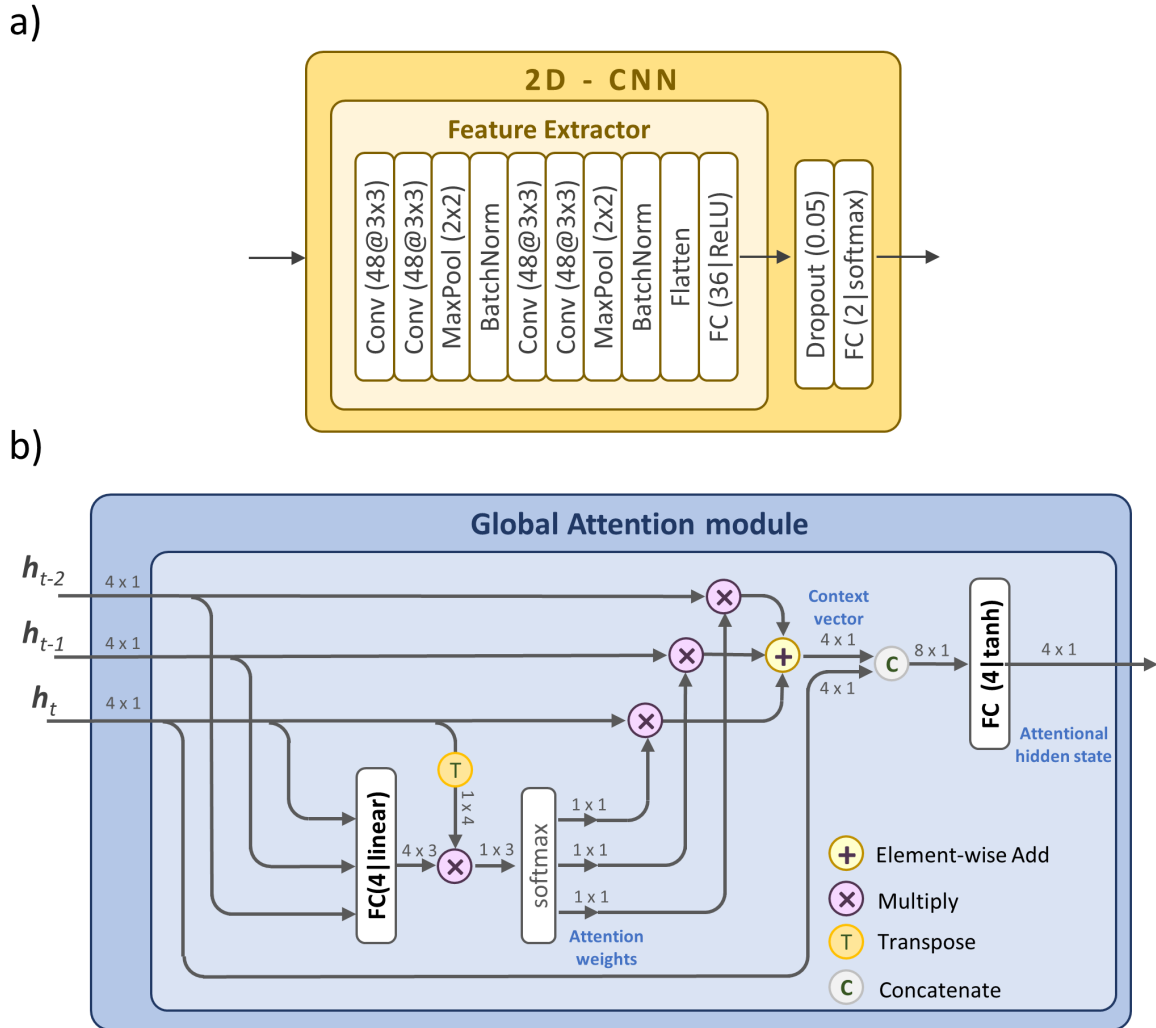 a)
2D - CNN
Feature Extractor
Conv (48@3x3)
Conv (48@3x3)
MaxPool (2x2)
BatchNorm
Conv (48@3x3)
Conv (48@3x3)
MaxPool (2x2)
BatchNorm
Flatten
FC (36|ReLU)
Dropout (0.05)
FC (2|softmax)
b)
Global Attention module
h t-2
4 x 1
h t-1
4 x 1
h t
4 x 1
Context
vector
4 x 1
4 x 1
C
8 x 1
FC (4|tanh)
4 x 1
Attentional
hidden state
T
1 x 4
FC(4|linear)
4 x 3
1 x 3
softmax
1 x 1
1 x 1
1 x 1
Attention
weights
+ Element-wise Add
× Multiply
T Transpose
C Concatenate